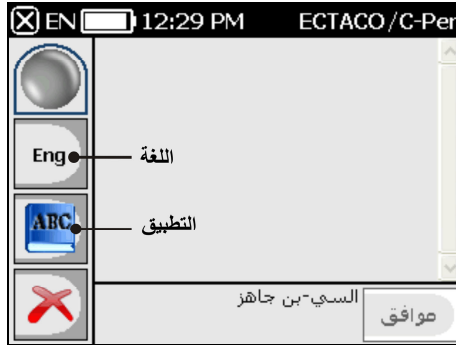 EN 12:29 PM ECTACO/C-Per
Eng
اللغة
ABC
التطبيق
السي-بن جاهز
موافق